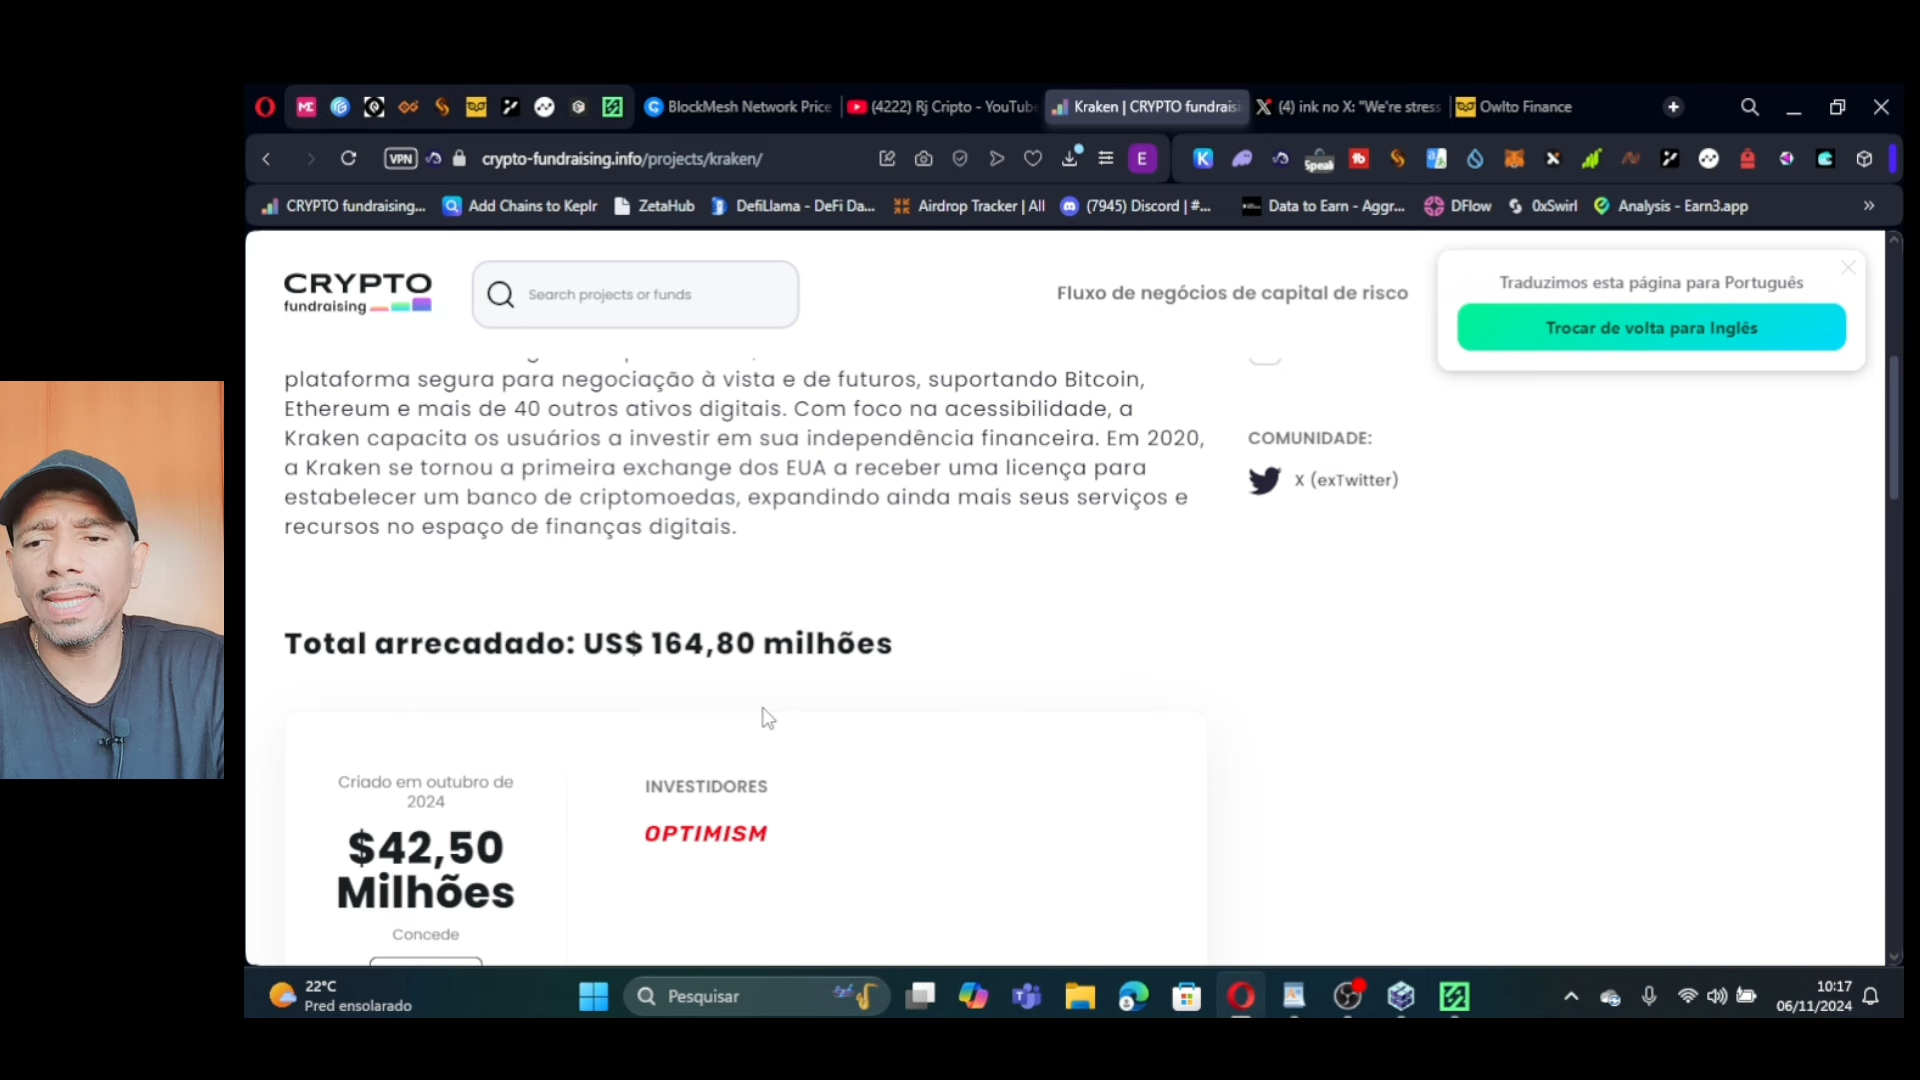 BlockMesh Network Price
(4222) Rj Cripto - YouTube
Kraken | CRYPTO fundraisi
(4) ink no X: "We're stress
Owlto Finance
VPN
crypto-fundraising.info/projects/kraken/
E
K
Speak
CRYPTO fundraising...
Add Chains to Keplr
ZetaHub
DefiLlama - DeFi Da...
Airdrop Tracker | All
(7945) Discord | #...
Data to Earn - Aggr...
DFlow
0xSwirl
Analysis - Earn3.app
CRYPTO
fundraising
Search projects or funds
Fluxo de negócios de capital de risco
Traduzimos esta página para Português
Trocar de volta para Inglês
plataforma segura para negociação à vista e de futuros, suportando Bitcoin,
Ethereum e mais de 40 outros ativos digitais. Com foco na acessibilidade, a
Kraken capacita os usuários a investir em sua independência financeira. Em 2020,
a Kraken se tornou a primeira exchange dos EUA a receber uma licença para
estabelecer um banco de criptomoedas, expandindo ainda mais seus serviços e
recursos no espaço de finanças digitais.
COMUNIDADE:
X (exTwitter)
Total arrecadado: US$ 164,80 milhões
Criado em outubro de
2024
$42,50
Milhões
Concede
INVESTIDORES
OPTIMISM
22°C
Pred ensolarado
Pesquisar
10:17
06/11/2024